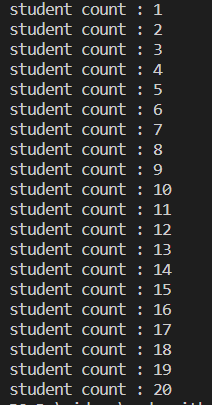 student count : 1
student count : 2
student count : 3
student count : 4
student count : 5
student count : 6
student count : 7
student count : 8
student count : 9
student count : 10
student count : 11
student count : 12
student count : 13
student count : 14
student count : 15
student count : 16
student count : 17
student count : 18
student count : 19
student count : 20